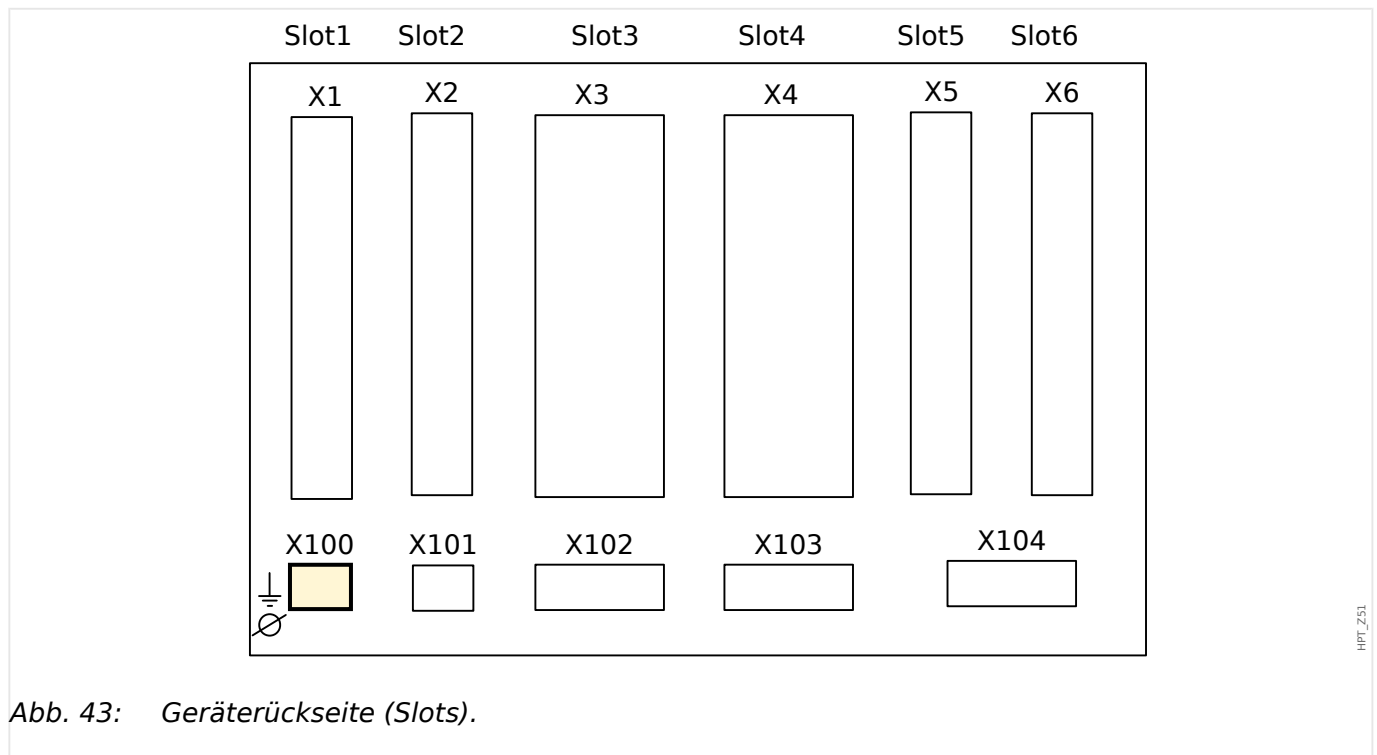 Slot1 Slot2 Slot3 Slot4 Slot5 Slot6
X1 X2 X3 X4 X5 X6
X100 X101 X102 X103 X104
HPT_Z51
Abb. 43: Geräterückseite (Slots).